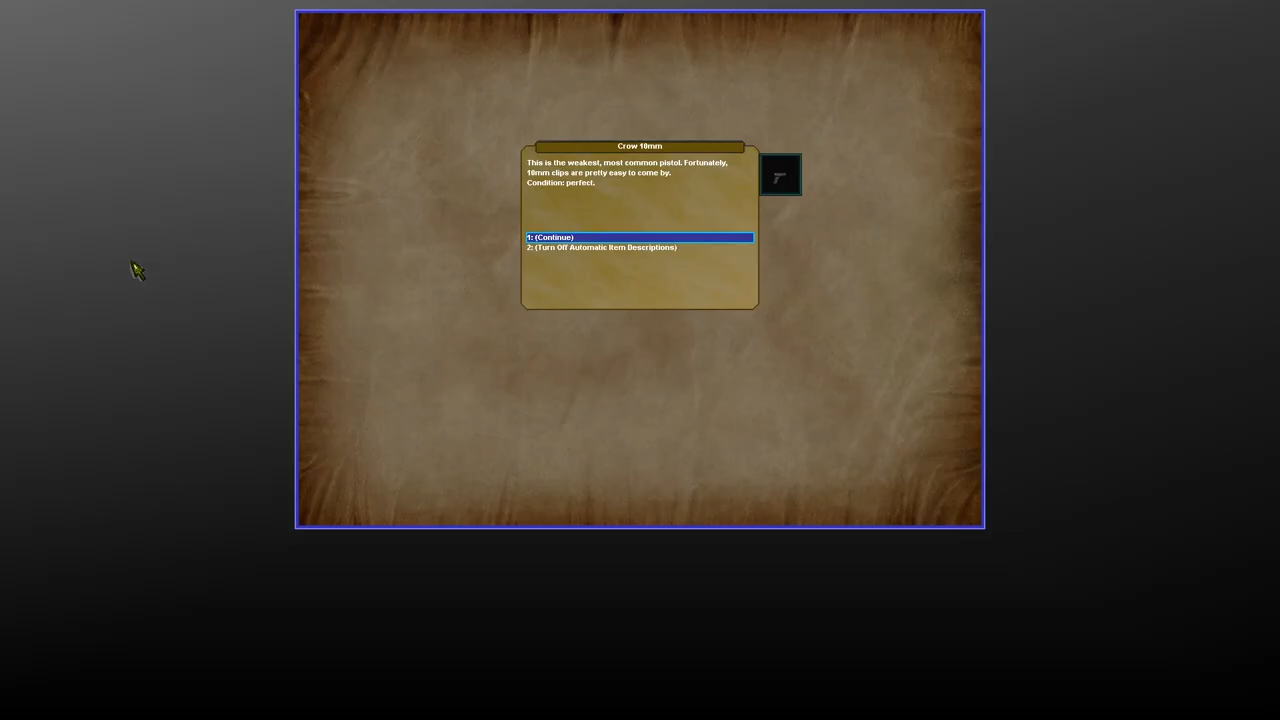 Crow 10mm
This is the weakest, most common pistol. Fortunately,
10mm clips are pretty easy to come by.
Condition: perfect.
1: (Continue)
2: (Turn Off Automatic Item Descriptions)